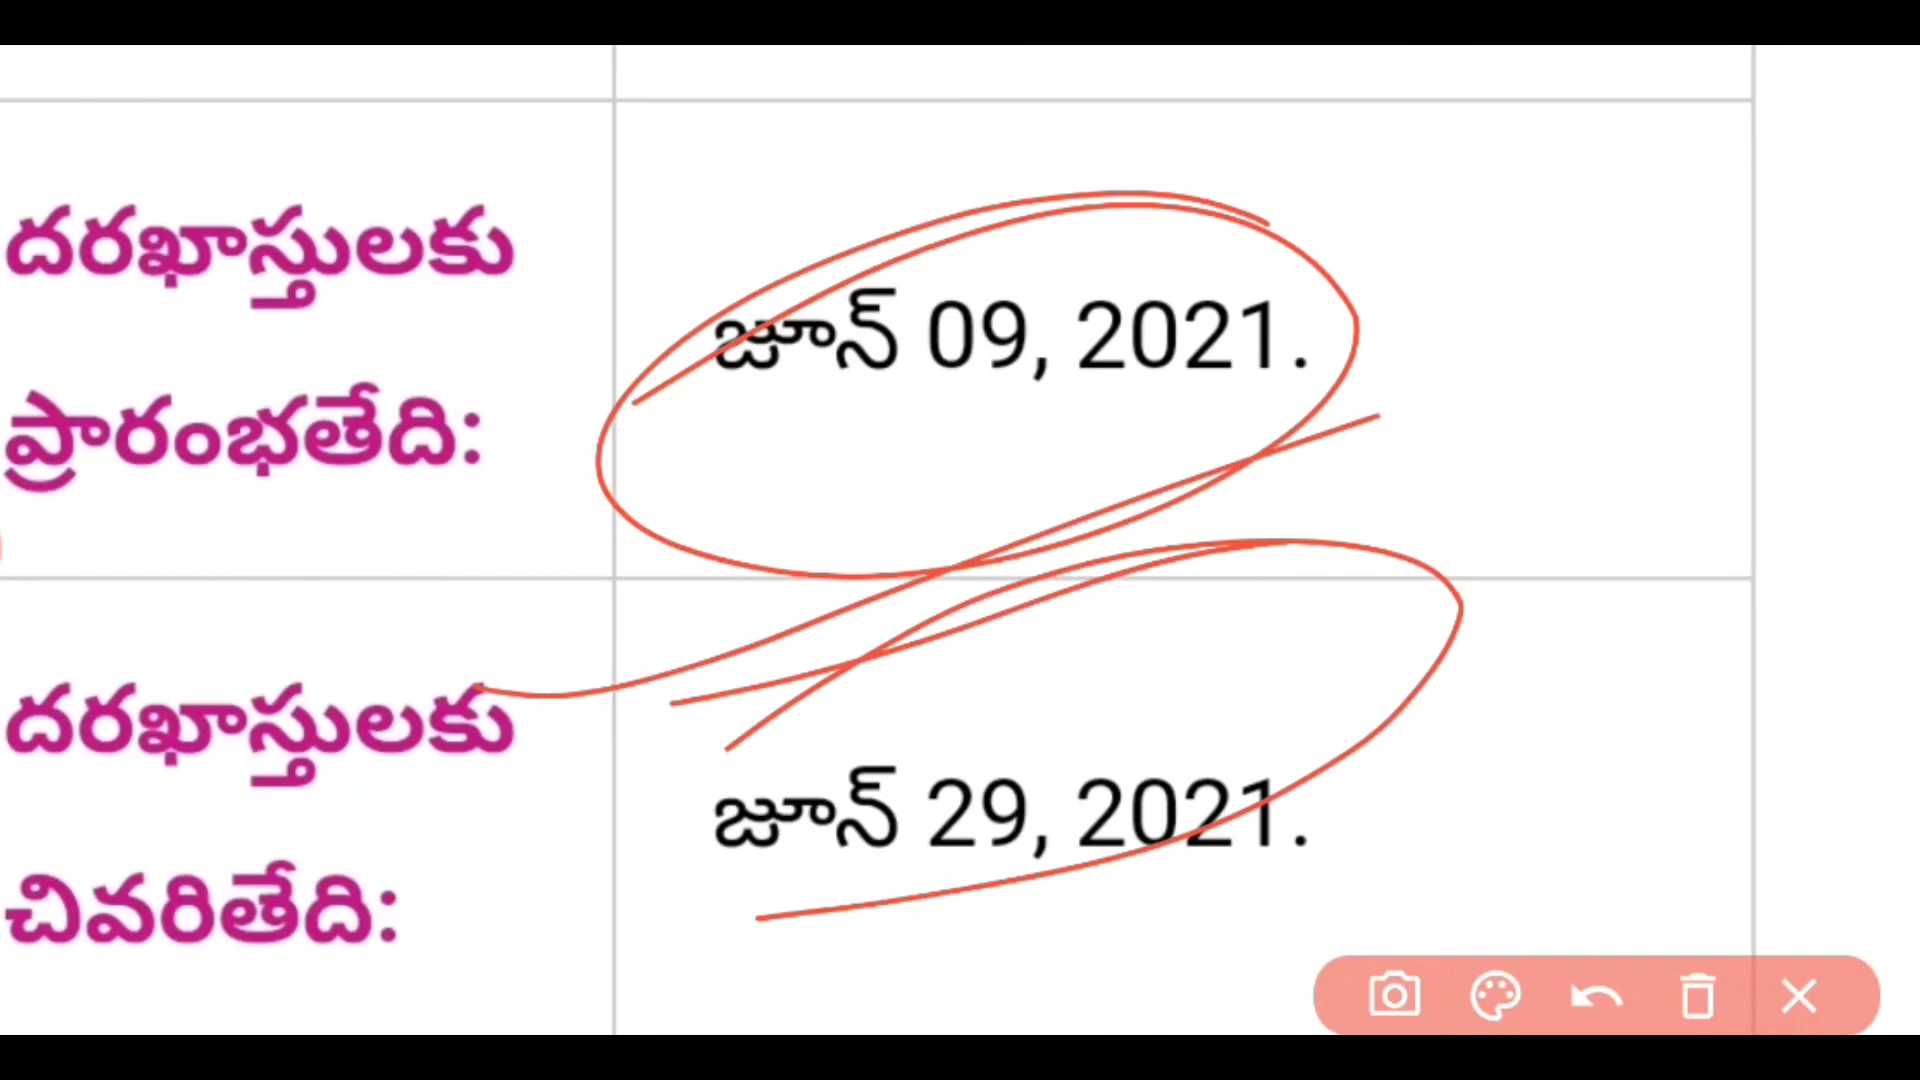 దరఖాస్తులకు
ప్రారంభతేది:
జూన్ 09, 2021.
దరఖాస్తులకు
చివరితేది:
జూన్ 29, 2021.